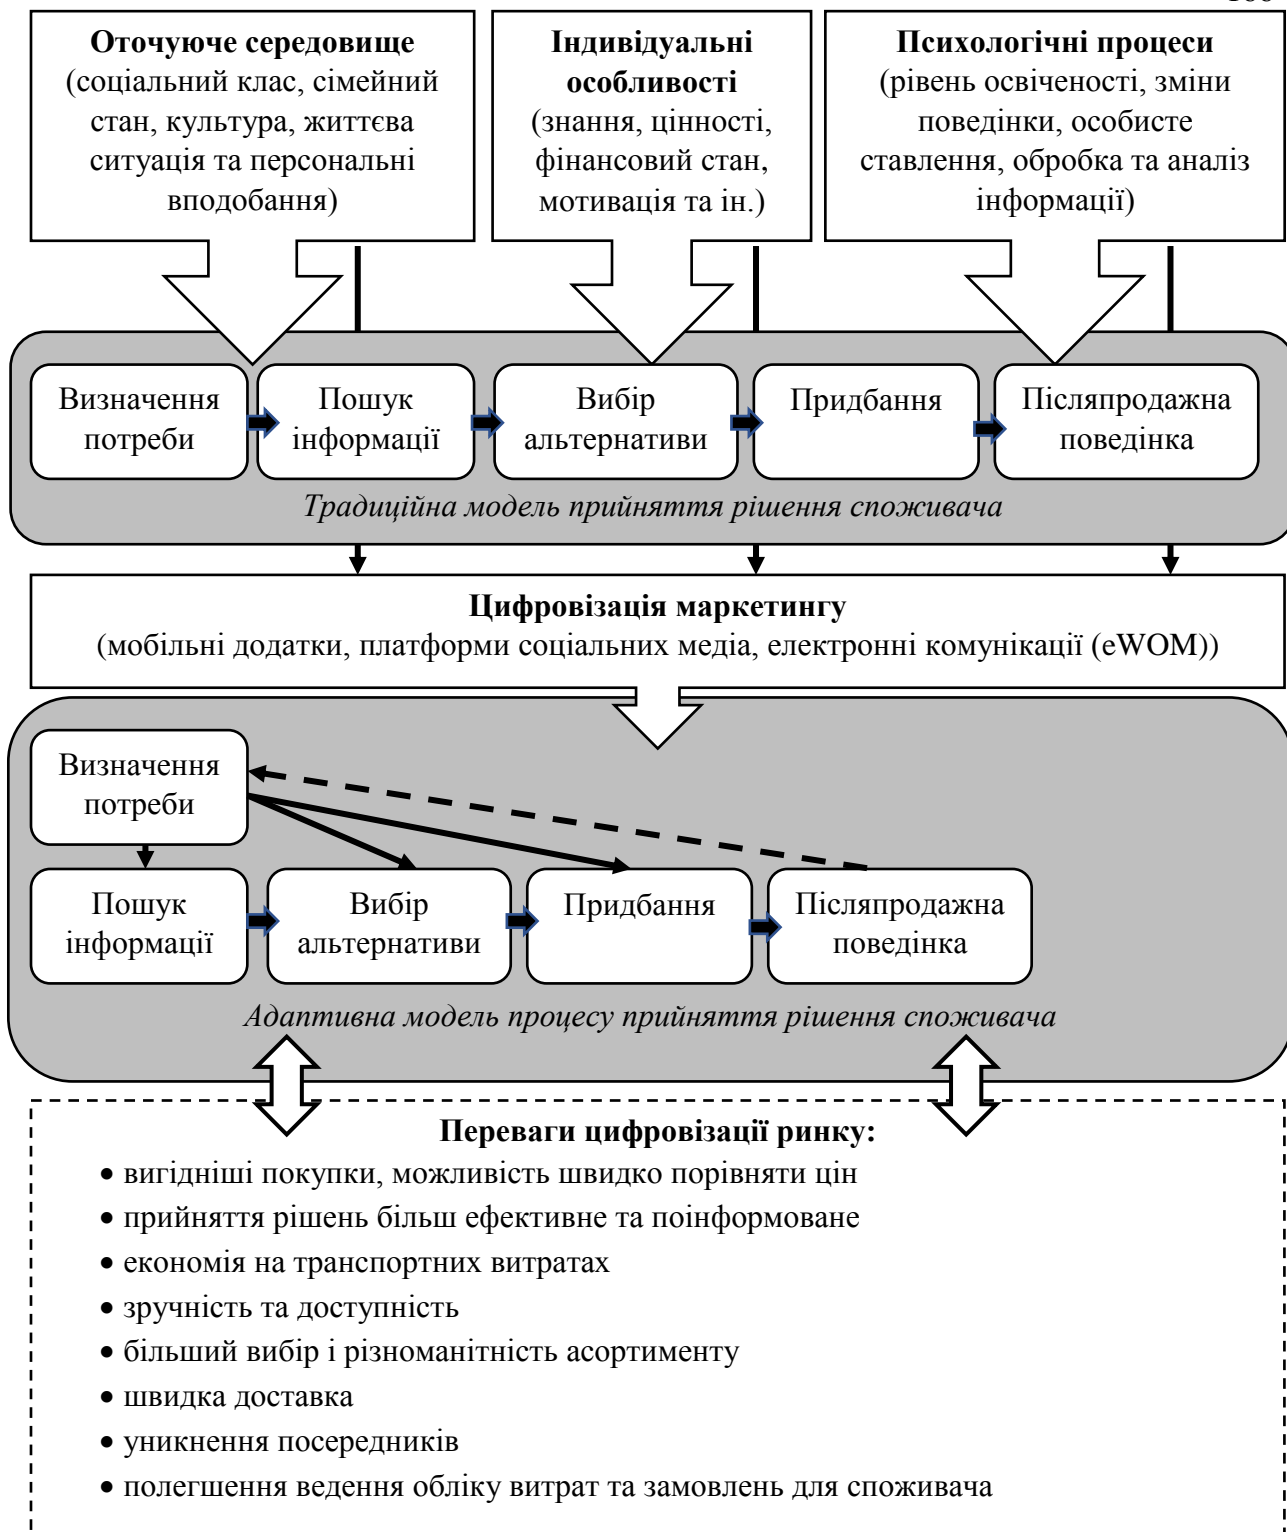 Оточуюче середовище
(соціальний клас, сімейний
стан, культура, життєва
ситуація та персональні
вподобання)
Індивідуальні
особливості
(знання, цінності,
фінансовий стан,
мотивація та ін.)
Психологічні процеси
(рівень освіченості, зміни
поведінки, особисте
ставлення, обробка та аналіз
інформації)
Визначення
потреби
Пошук
інформації
Вибір
альтернативи
Придбання
Післяпродажна
поведінка
Традиційна модель прийняття рішення споживача
Цифровізація маркетингу
(мобільні додатки, платформи соціальних медіа, електронні комунікації (eWOM))
Визначення
потреби
Пошук
інформації
Вибір
альтернативи
Придбання
Післяпродажна
поведінка
Адаптивна модель процесу прийняття рішення споживача
Переваги цифровізації ринку:
• вигідніші покупки, можливість швидко порівняти цін
• прийняття рішень більш ефективне та поінформоване
• економія на транспортних витратах
• зручність та доступність
• більший вибір і різноманітність асортименту
• швидка доставка
• уникнення посередників
• полегшення ведення обліку витрат та замовлень для споживача